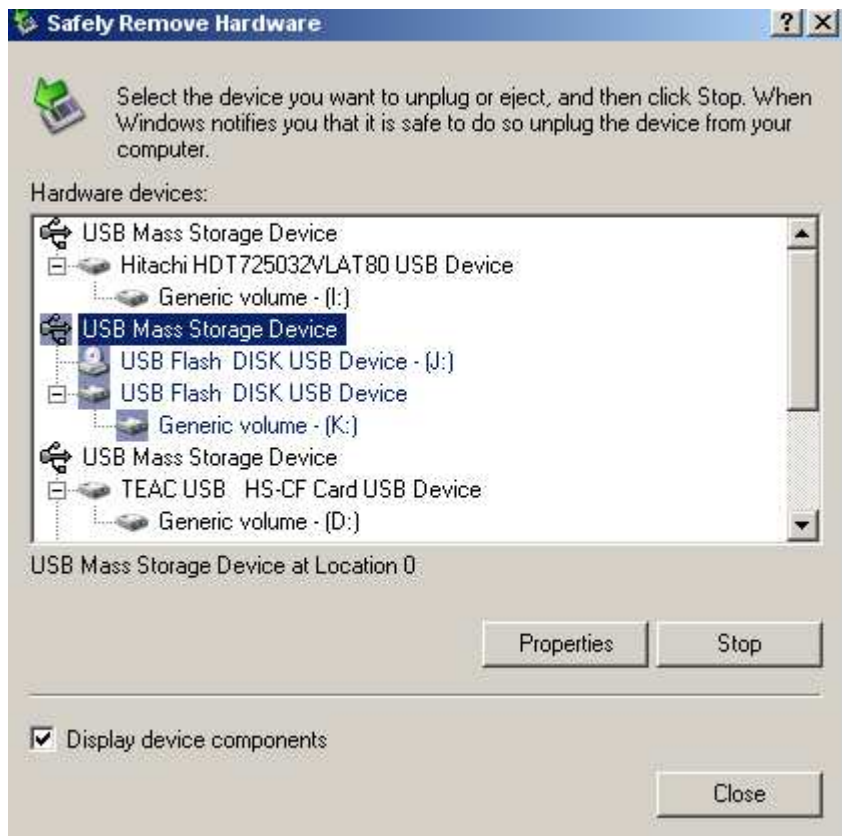 Safely Remove Hardware
Select the device you want to unplug or eject, and then click Stop. When
Windows notifies you that it is safe to do so unplug the device from your
computer.
Hardware devices:
USB Mass Storage Device
Hitachi HDT725032VLAT80 USB Device
Generic volume - (I:)
USB Mass Storage Device
USB Flash DISK USB Device - (J:)
USB Flash DISK USB Device
Generic volume - (K:)
USB Mass Storage Device
TEAC USB   HS-CF Card USB Device
Generic volume - (D:)
USB Mass Storage Device at Location 0
Properties
Stop
Display device components
Close